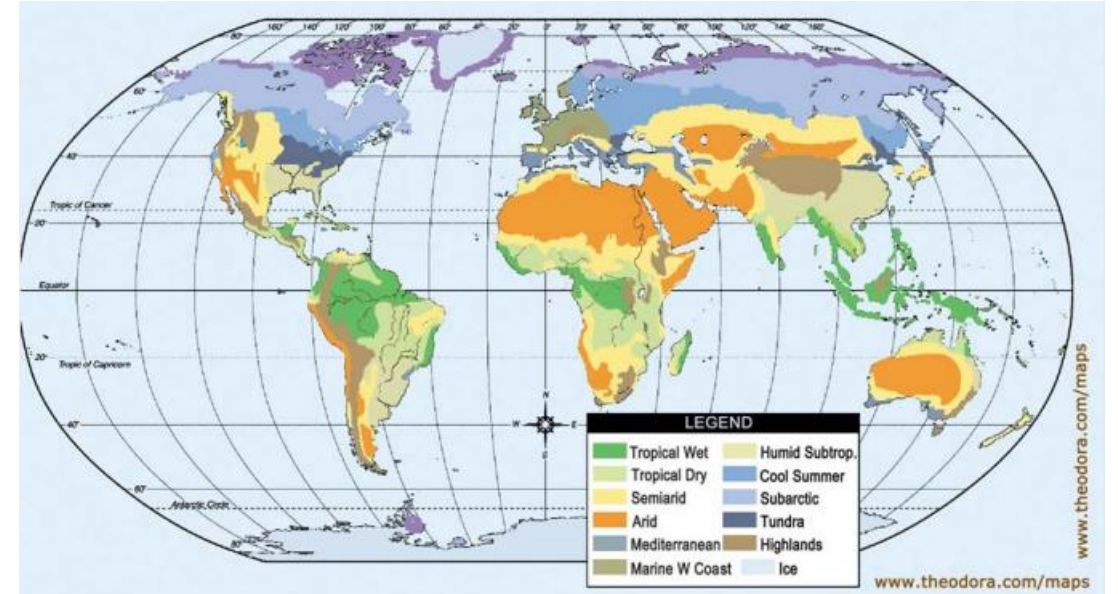 160° 140° 120° 80° 60° 40° 20° 0° 20° 40° 60° 80° 120° 140° 160°
80°
60°
40°
Tropic of Cancer
20°
Equator
20°
Tropic of Capricorn
N
W E
40°
LEGEND
Tropical Wet Humid Subtrop.
Tropical Dry Cool Summer
Semiarid Subarctic
Arid Tundra
Mediterranean Highlands
Marine W Coast Ice
60°
Antarctic Circle
80°
www.theodora.com/maps
www.theodora.com/maps